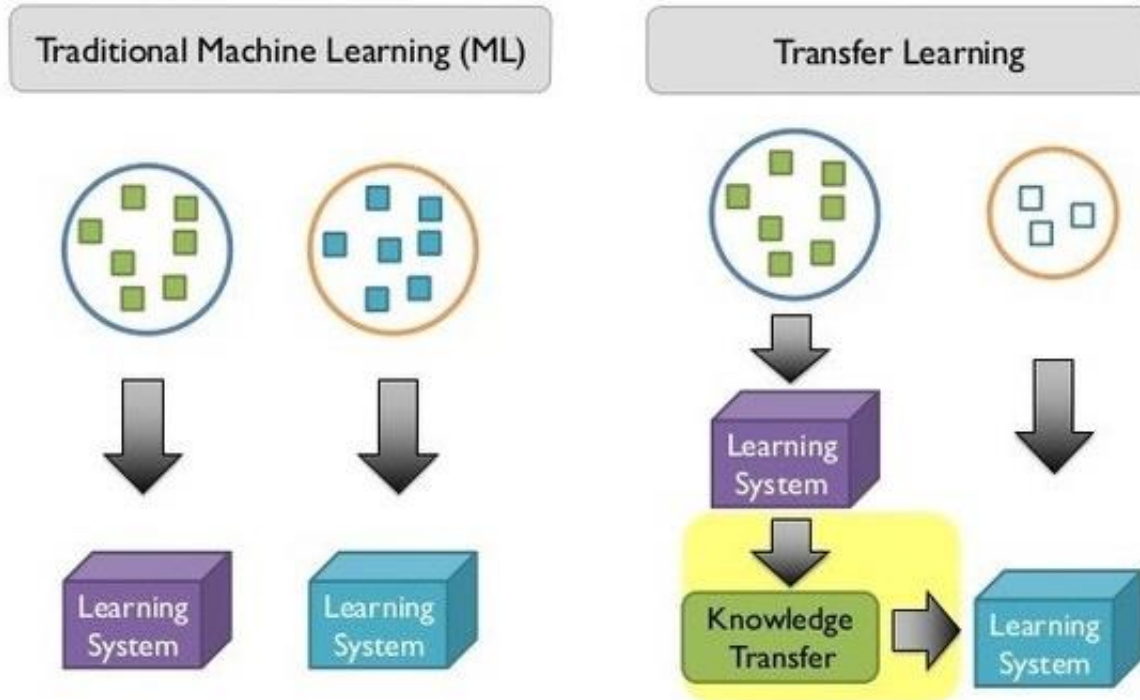 Traditional Machine Learning (ML)
Transfer Learning
Learning
System
Learning
System
Learning
System
Knowledge
Transfer
Learning
System